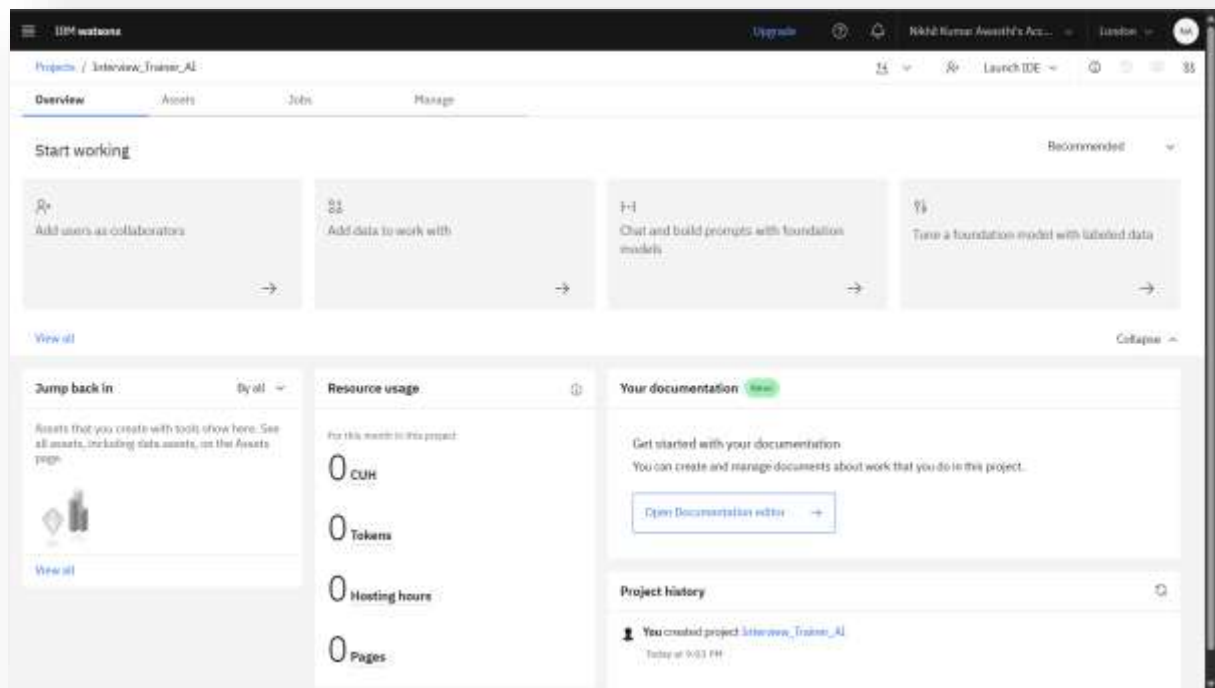 IBM watsonx
Upgrade
Nikhil Kumar Awasthi's Acc...
London
NA
Projects / Interview_Trainer_AI
Launch IDE
Overview Assets Jobs Manage
Start working
Recommended
Add users as collaborators
Add data to work with
Chat and build prompts with foundation
models
Tune a foundation model with labeled data
View all
Collapse
Jump back in
By all
Assets that you create with tools show here. See
all assets, including data assets, on the Assets
page.
View all
Resource usage
For this month in this project
0 CUH
0 Tokens
0 Hosting hours
0 Pages
Your documentation New
Get started with your documentation
You can create and manage documents about work that you do in this project.
Open Documentation editor
Project history
You created project Interview_Trainer_AI
Today at 9:03 PM